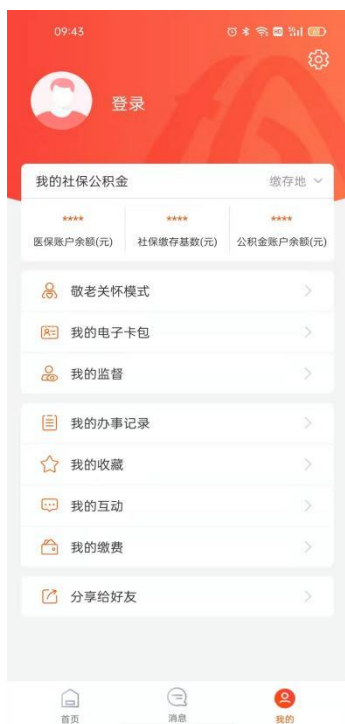 09:43
登录
我的社保公积金 缴存地
**** **** ****
医保账户余额(元) 社保缴存基数(元) 公积金账户余额(元)
敬老关怀模式
我的电子卡包
我的监督
我的办事记录
我的收藏
我的互动
我的缴费
分享给好友
首页 消息 我的